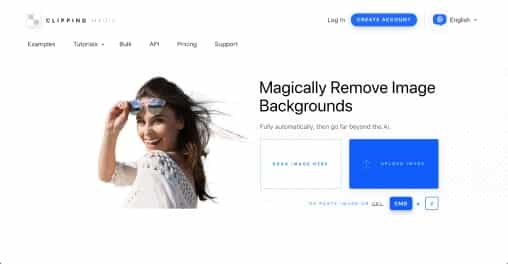 CLIPPING MAGIC
Log In
CREATE ACCOUNT
English
Examples
Tutorials
Bulk
API
Pricing
Support
Magically Remove Image
Backgrounds
Fully automatically, then go far beyond the AI.
DRAG IMAGE HERE
UPLOAD IMAGE
OR PASTE IMAGE OR URL
CMD
+
V